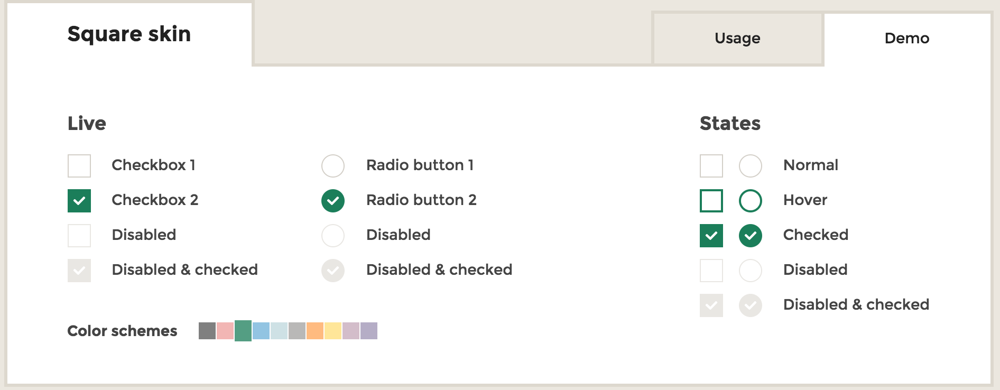 Square skin
Usage
Demo
Live
Checkbox 1
Radio button 1
Checkbox 2
Radio button 2
Disabled
Disabled
Disabled & checked
Disabled & checked
Color schemes
States
Normal
Hover
Checked
Disabled
Disabled & checked